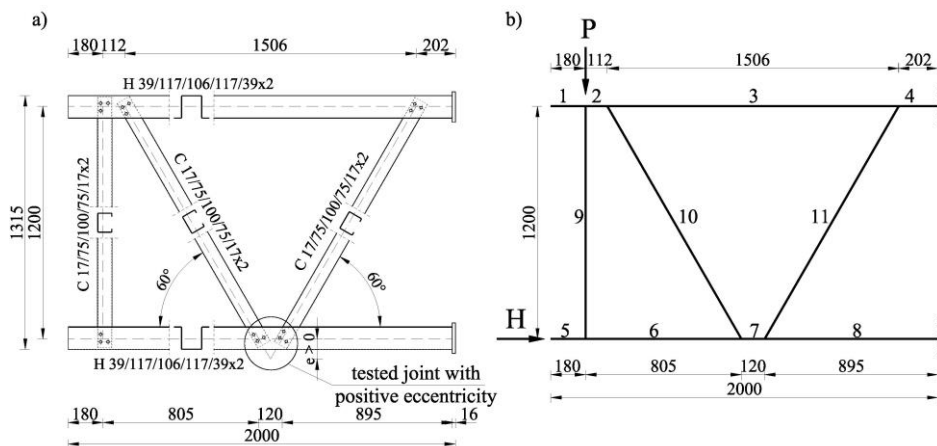 a)
180 112 1506 202
H 39/117/106/117/39x2
1315
1200
C 17/75/100/75/17x2
C 17/75/100/75/17x2
C 17/75/100/75/17x2
60°
60°
e > 0
H 39/117/106/117/39x2
tested joint with
positive eccentricity
180 805 120 895 16
2000
b)
P
180 112 1506 202
1 2 3 4
1200
9 10 11
H
5 6 7 8
180 805 120 895
2000